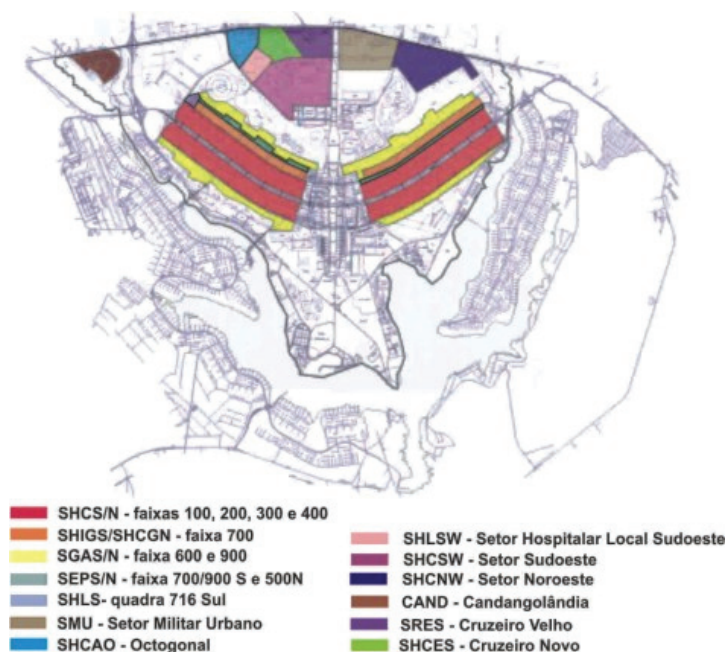 SHCS/N - faixas 100, 200, 300 e 400
SHIGS/SHCGN - faixa 700
SGAS/N - faixa 600 e 900
SEPS/N - faixa 700/900 S e 500N
SHLS- quadra 716 Sul
SMU - Setor Militar Urbano
SHCAO - Octogonal
SHLSW - Setor Hospitalar Local Sudoeste
SHCSW - Setor Sudoeste
SHCNW - Setor Noroeste
CAND - Candangolândia
SRES - Cruzeiro Velho
SHCES - Cruzeiro Novo